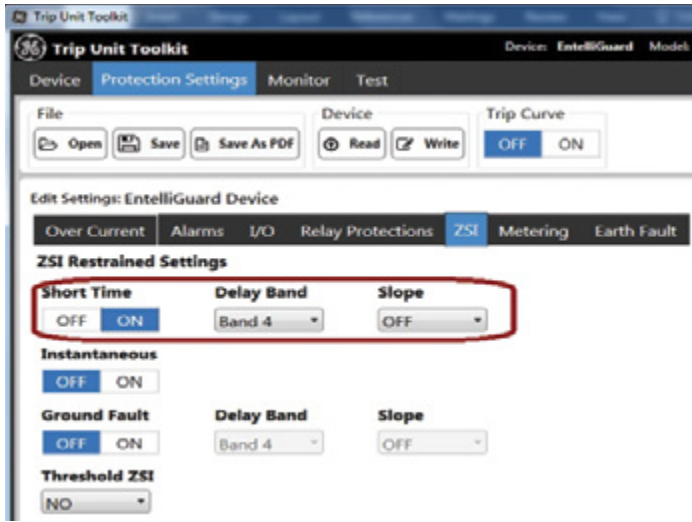 Trip Unit Toolkit
Trip Unit Toolkit Device: EntelliGuard Model:
Device Protection Settings Monitor Test
File Device Trip Curve
Open Save Save As PDF Read Write OFF ON
Edit Settings: EntelliGuard Device
Over Current Alarms I/O Relay Protections ZSI Metering Earth Fault
ZSI Restrained Settings
Short Time Delay Band Slope
OFF ON Band 4 OFF
Instantaneous
OFF ON
Ground Fault Delay Band Slope
OFF ON Band 4 OFF
Threshold ZSI
NO